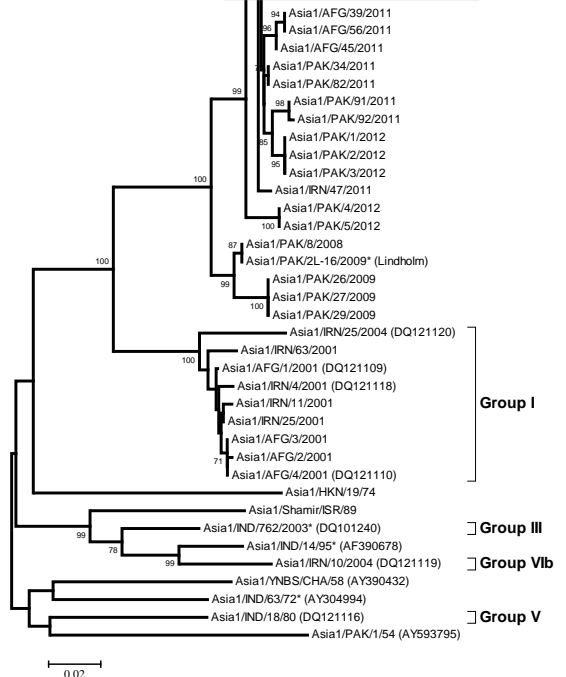 94
Asia1/AFG/39/2011
96
Asia1/AFG/56/2011
Asia1/AFG/45/2011
Asia1/PAK/34/2011
Asia1/PAK/82/2011
98
Asia1/PAK/91/2011
Asia1/PAK/92/2011
99
85
Asia1/PAK/1/2012
Asia1/PAK/2/2012
95
Asia1/PAK/3/2012
100
Asia1/IRN/47/2011
Asia1/PAK/4/2012
100
Asia1/PAK/5/2012
87
Asia1/PAK/8/2008
Asia1/PAK/2L-16/2009* (Lindholm)
100
99
Asia1/PAK/26/2009
Asia1/PAK/27/2009
100
Asia1/PAK/29/2009
Asia1/IRN/25/2004 (DQ121120)
100
Asia1/IRN/63/2001
Asia1/AFG/1/2001 (DQ121109)
Asia1/IRN/4/2001 (DQ121118)
Asia1/IRN/11/2001
Group I
Asia1/IRN/25/2001
Asia1/AFG/3/2001
71
Asia1/AFG/2/2001
Asia1/AFG/4/2001 (DQ121110)
Asia1/HKN/19/74
Asia1/Shamir/ISR/89
99
Asia1/IND/762/2003* (DQ101240)
Group III
78
Asia1/IND/14/95* (AF390678)
99
Asia1/IRN/10/2004 (DQ121119)
Group VIb
Asia1/YNBS/CHA/58 (AY390432)
Asia1/IND/63/72* (AY304994)
Asia1/IND/18/80 (DQ121116)
Group V
Asia1/PAK/1/54 (AY593795)
0.02